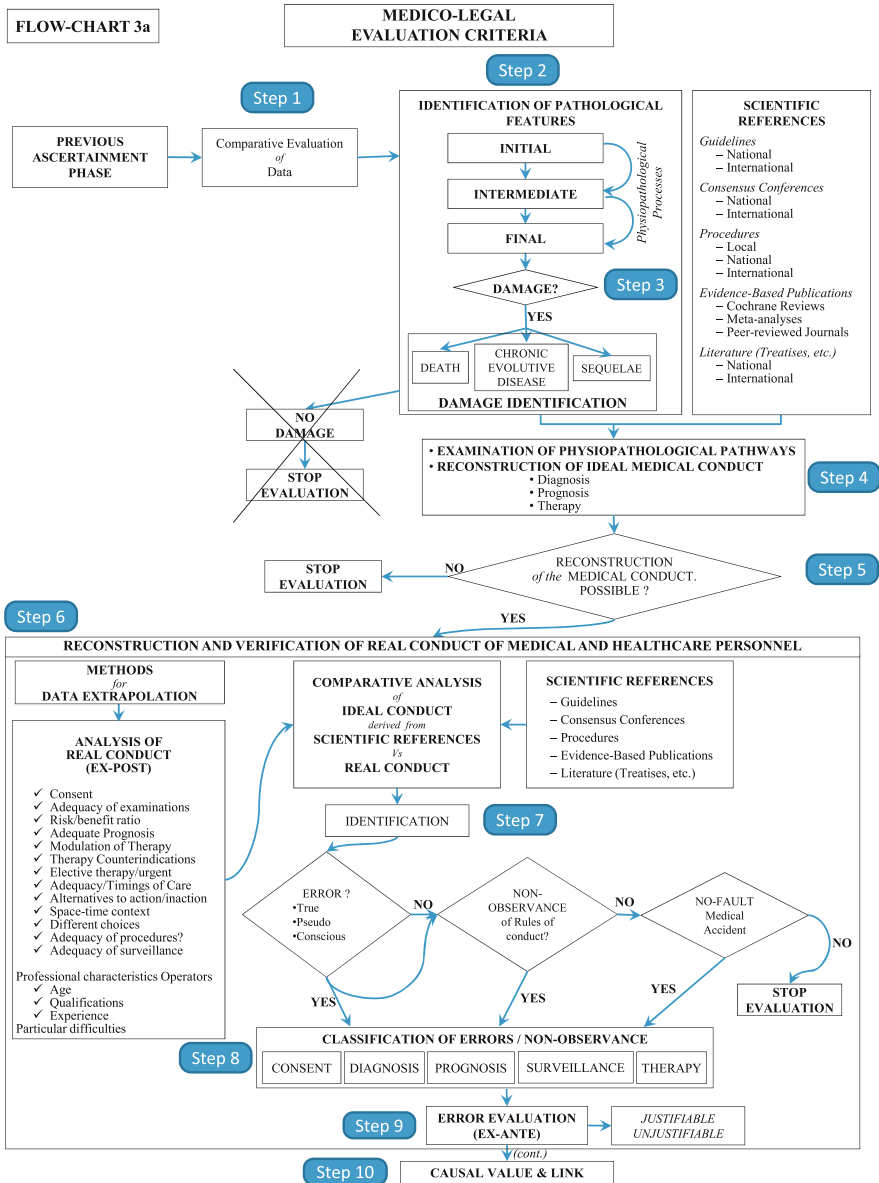 FLOW-CHART 3a
MEDICO-LEGAL
EVALUATION CRITERIA
Step 1
Step 2
PREVIOUS
ASCERTAINMENT
PHASE
Comparative Evaluation
of
Data
IDENTIFICATION OF PATHOLOGICAL
FEATURES
INITIAL
INTERMEDIATE
FINAL
Physiopathological
Processes
Step 3
DAMAGE?
YES
DEATH
CHRONIC
EVOLUTIVE
DISEASE
SEQUELAE
DAMAGE IDENTIFICATION
SCIENTIFIC
REFERENCES
Guidelines
– National
– International
Consensus Conferences
– National
– International
Procedures
– Local
– National
– International
Evidence-Based Publications
– Cochrane Reviews
– Meta-analyses
– Peer-reviewed Journals
Literature (Treatises, etc.)
– National
– International
NO
DAMAGE
STOP
EVALUATION
• EXAMINATION OF PHYSIOPATHOLOGICAL PATHWAYS
• RECONSTRUCTION OF IDEAL MEDICAL CONDUCT
• Diagnosis
• Prognosis
• Therapy
Step 4
RECONSTRUCTION
of the MEDICAL CONDUCT.
POSSIBLE ?
Step 5
NO
STOP
EVALUATION
YES
Step 6
RECONSTRUCTION AND VERIFICATION OF REAL CONDUCT OF MEDICAL AND HEALTHCARE PERSONNEL
METHODS
for
DATA EXTRAPOLATION
ANALYSIS OF
REAL CONDUCT
(EX-POST)
✓ Consent
✓ Adequacy of examinations
✓ Risk/benefit ratio
✓ Adequate Prognosis
✓ Modulation of Therapy
✓ Therapy Counterindications
✓ Elective therapy/urgent
✓ Adequacy/Timings of Care
✓ Alternatives to action/inaction
✓ Space-time context
✓ Different choices
✓ Adequacy of procedures?
✓ Adequacy of surveillance
Professional characteristics Operators
✓ Age
✓ Qualifications
✓ Experience
Particular difficulties
COMPARATIVE ANALYSIS
of
IDEAL CONDUCT
derived from
SCIENTIFIC REFERENCES
Vs
REAL CONDUCT
SCIENTIFIC REFERENCES
– Guidelines
– Consensus Conferences
– Procedures
– Evidence-Based Publications
– Literature (Treatises, etc.)
IDENTIFICATION
Step 7
ERROR ?
•True
•Pseudo
•Conscious
NO
NON-
OBSERVANCE
of Rules of
conduct?
NO
NO-FAULT
Medical
Accident
NO
STOP
EVALUATION
YES
YES
YES
Step 8
CLASSIFICATION OF ERRORS / NON-OBSERVANCE
CONSENT
DIAGNOSIS
PROGNOSIS
SURVEILLANCE
THERAPY
Step 9
ERROR EVALUATION
(EX-ANTE)
JUSTIFIABLE
UNJUSTIFIABLE
(cont.)
Step 10
CAUSAL VALUE & LINK